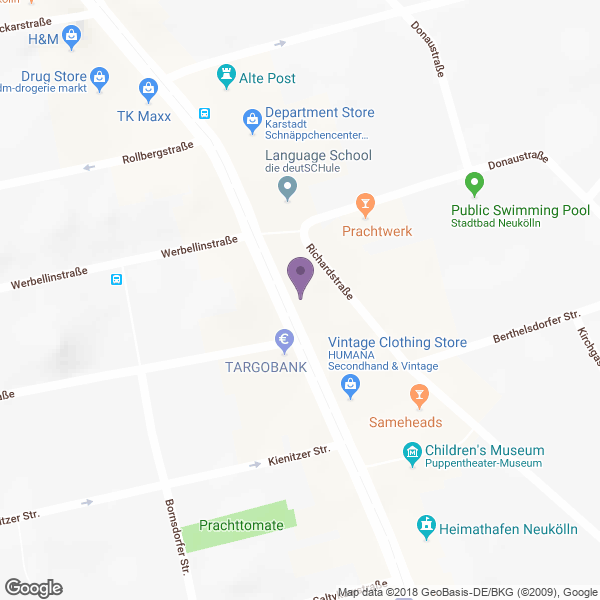 Neukölln
ckarstraße
H&M
Donaustraße
Drug Store
dm-drogerie markt
Alte Post
TK Maxx
Department Store
Karstadt
Schnäppchencenter...
Rollbergstraße
Language School
die deutSCHule
Donaustraße
Public Swimming Pool
Stadtbad Neukölln
Prachtwerk
Werbellinstraße
Richardstraße
Werbellinstraße
Berthelsdorfer Str.
Kirchgas
Vintage Clothing Store
HUMANA
Secondhand & Vintage
€
TARGOBANK
aße
Sameheads
Kienitzer Str.
Children's Museum
Puppentheater-Museum
nitzer Str.
Bornsdorfer Str.
Prachttomate
Heimathafen Neukölln
Google
Map data ©2018 GeoBasis-DE/BKG (©2009), Google